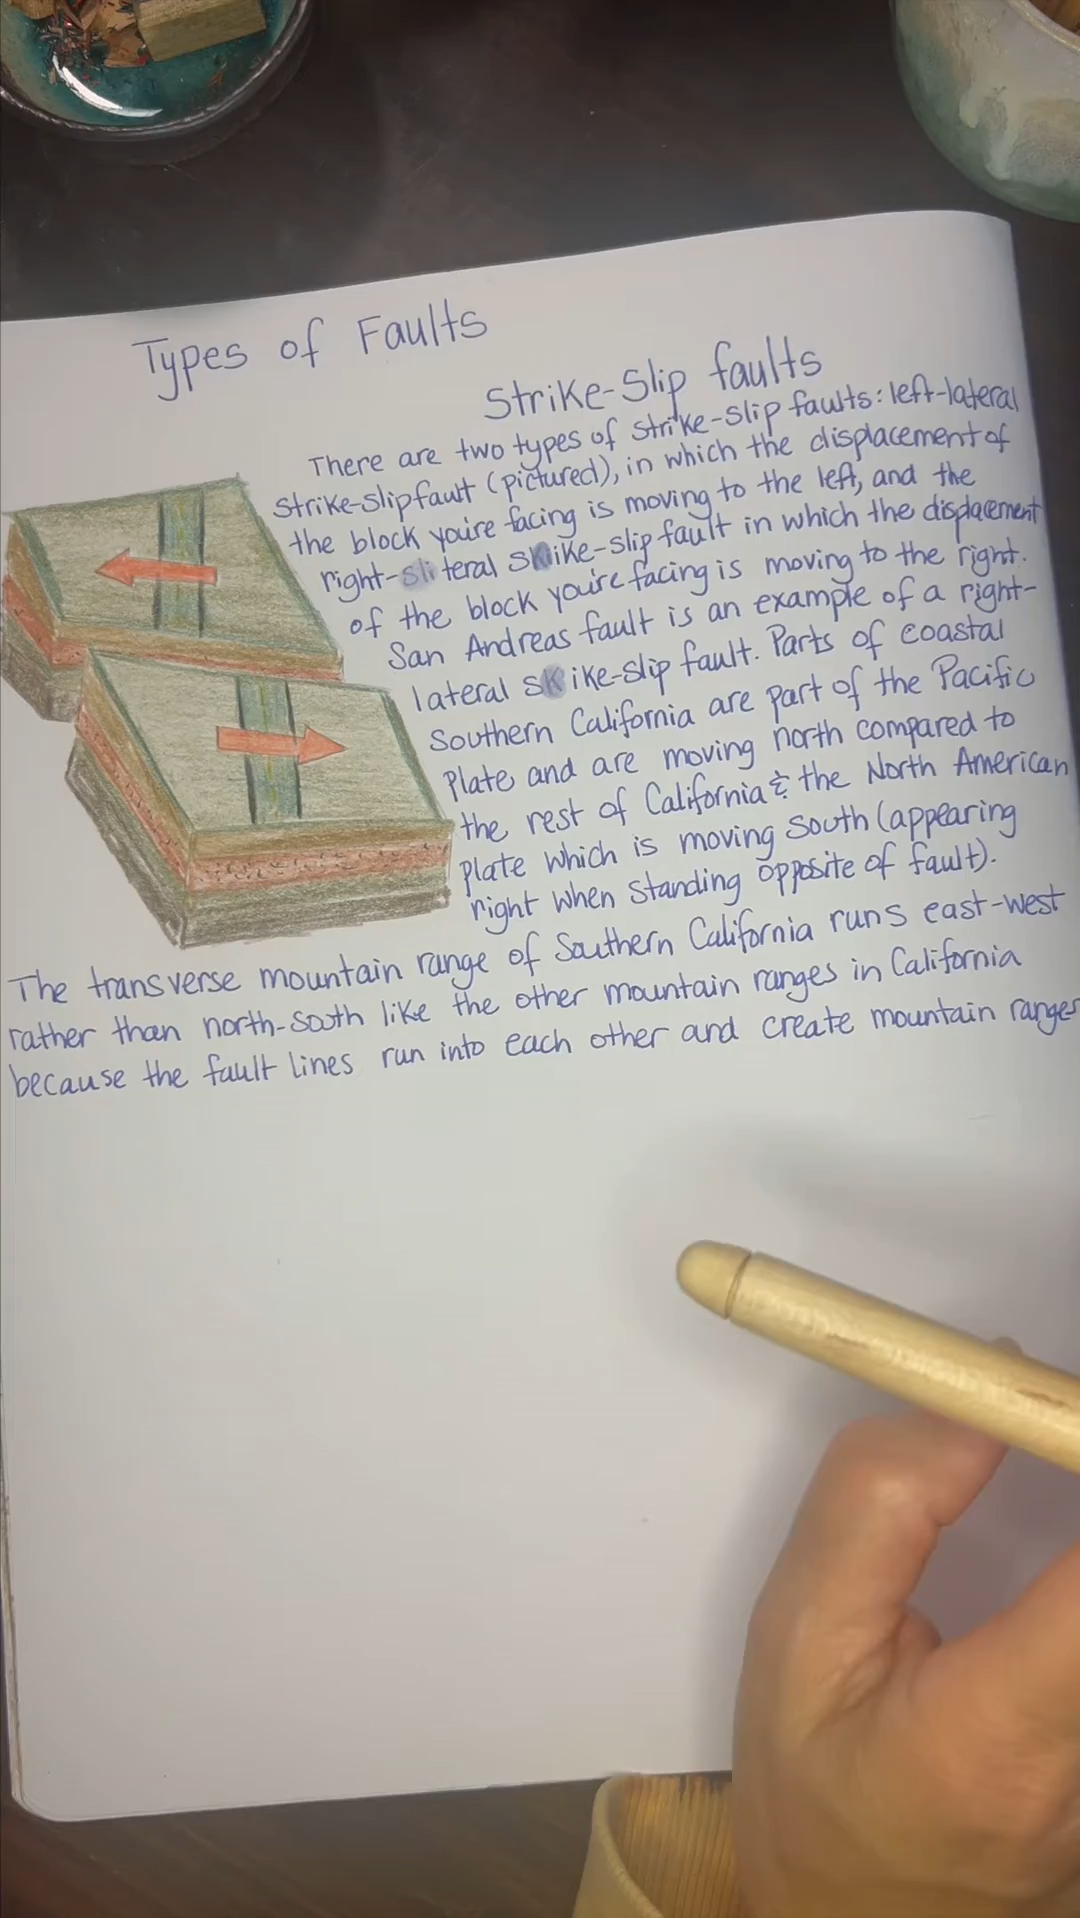 Types of Faults
Strike-Slip faults
There are two types of strike-slip faults: left-lateral
strike-slip fault (pictured), in which the displacement of
the block you're facing is moving to the left, and the
right- teral ike-slip fault in which the displacement
of the block you're facing is moving to the right.
San Andreas fault is an example of a right-
lateral ike-slip fault. Parts of coastal
Southern California are part of the Pacific
Plate and are moving north compared to
the rest of California & the North American
plate which is moving south (appearing
right when standing opposite of fault).
The transverse mountain range of Southern California runs east-west
rather than north-south like the other mountain ranges in California
because the fault lines run into each other and create mountain ranges